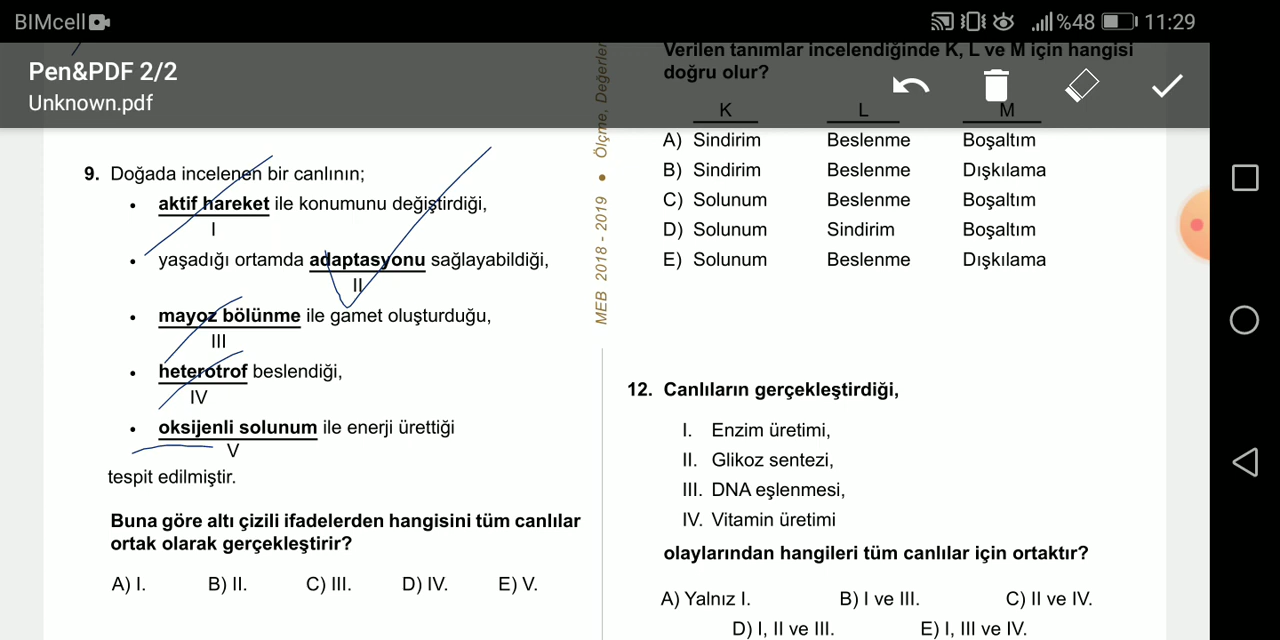 BIMcell
%48 11:29
Pen&PDF 2/2
Unknown.pdf
9. Doğada incelenen bir canlının;
• aktif hareket ile konumunu değiştirdiği,
I
• yaşadığı ortamda adaptasyonu sağlayabildiği,
II
• mayoz bölünme ile gamet oluşturduğu,
III
• heterotrof beslendiği,
IV
• oksijenli solunum ile enerji ürettiği
V
tespit edilmiştir.
Buna göre altı çizili ifadelerden hangisini tüm canlılar
ortak olarak gerçekleştirir?
A) I. B) II. C) III. D) IV. E) V.
MEB 2018 - 2019 • Ölçme, Değerler
Verilen tanımlar incelendiğinde K, L ve M için hangisi
doğru olur?
K L M
A) Sindirim Beslenme Boşaltım
B) Sindirim Beslenme Dışkılama
C) Solunum Beslenme Boşaltım
D) Solunum Sindirim Boşaltım
E) Solunum Beslenme Dışkılama
12. Canlıların gerçekleştirdiği,
I. Enzim üretimi,
II. Glikoz sentezi,
III. DNA eşlenmesi,
IV. Vitamin üretimi
olaylarından hangileri tüm canlılar için ortaktır?
A) Yalnız I. B) I ve III. C) II ve IV.
D) I, II ve III. E) I, III ve IV.